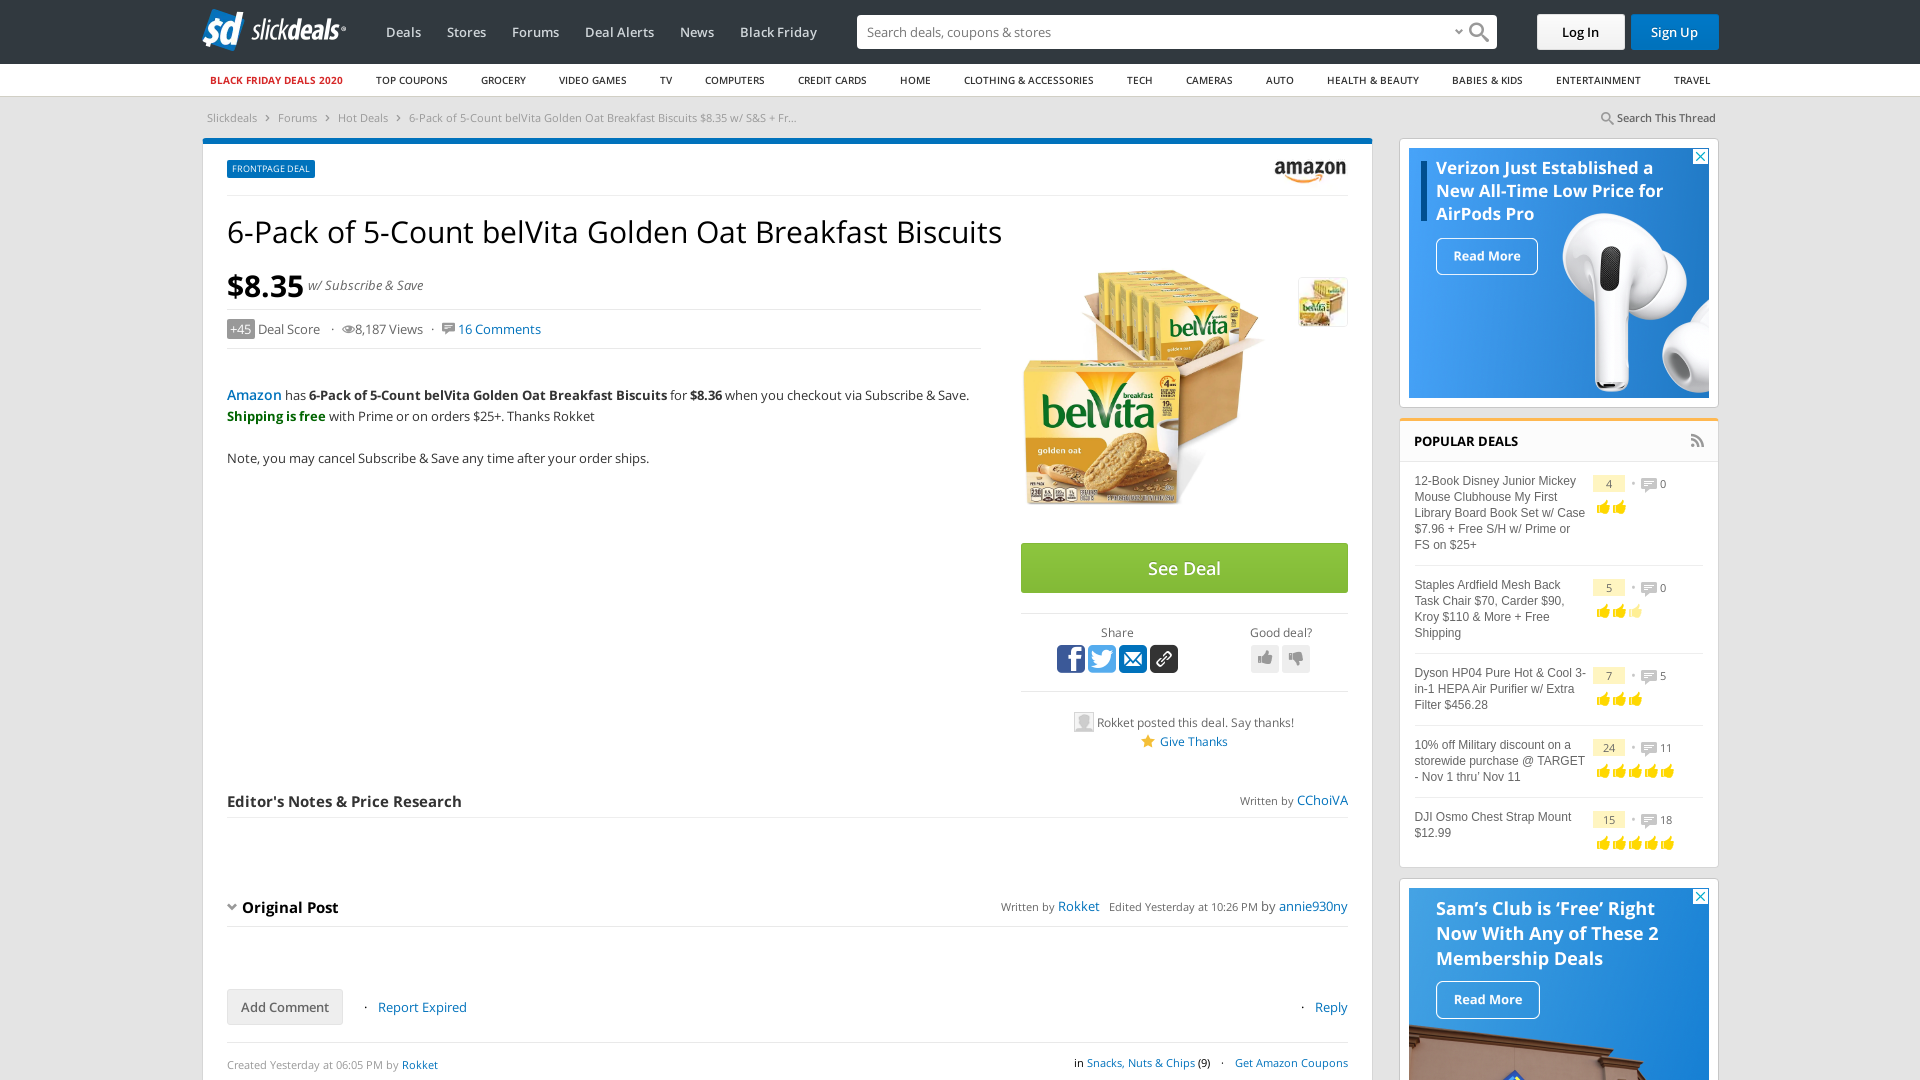 sd slickdeals
Deals Stores Forums Deal Alerts News Black Friday
Search deals, coupons & stores
Log In Sign Up
BLACK FRIDAY DEALS 2020 TOP COUPONS GROCERY VIDEO GAMES TV COMPUTERS CREDIT CARDS HOME CLOTHING & ACCESSORIES TECH CAMERAS AUTO HEALTH & BEAUTY BABIES & KIDS ENTERTAINMENT TRAVEL
Slickdeals › Forums › Hot Deals › 6-Pack of 5-Count belVita Golden Oat Breakfast Biscuits $8.35 w/ S&S + Fr...
Search This Thread
FRONTPAGE DEAL
amazon
6-Pack of 5-Count belVita Golden Oat Breakfast Biscuits
$8.35 w/ Subscribe & Save
+45 Deal Score · 8,187 Views · 16 Comments
Amazon has 6-Pack of 5-Count belVita Golden Oat Breakfast Biscuits for $8.36 when you checkout via Subscribe & Save.
Shipping is free with Prime or on orders $25+. Thanks Rokket
Note, you may cancel Subscribe & Save any time after your order ships.
breakfast
belVita
golden oat
breakfast
belVita
golden oat
See Deal
Share
Good deal?
Rokket posted this deal. Say thanks!
Give Thanks
Editor's Notes & Price Research
Written by CChoiVA
Original Post
Written by Rokket Edited Yesterday at 10:26 PM by annie930ny
Add Comment · Report Expired
· Reply
Created Yesterday at 06:05 PM by Rokket
in Snacks, Nuts & Chips (9) · Get Amazon Coupons
Verizon Just Established a
New All-Time Low Price for
AirPods Pro
Read More
POPULAR DEALS
12-Book Disney Junior Mickey
Mouse Clubhouse My First
Library Board Book Set w/ Case
$7.96 + Free S/H w/ Prime or
FS on $25+
4 • 0
Staples Ardfield Mesh Back
Task Chair $70, Carder $90,
Kroy $110 & More + Free
Shipping
5 • 0
Dyson HP04 Pure Hot & Cool 3-
in-1 HEPA Air Purifier w/ Extra
Filter $456.28
7 • 5
10% off Military discount on a
storewide purchase @ TARGET
- Nov 1 thru’ Nov 11
24 • 11
DJI Osmo Chest Strap Mount
$12.99
15 • 18
Sam’s Club is ‘Free’ Right
Now With Any of These 2
Membership Deals
Read More